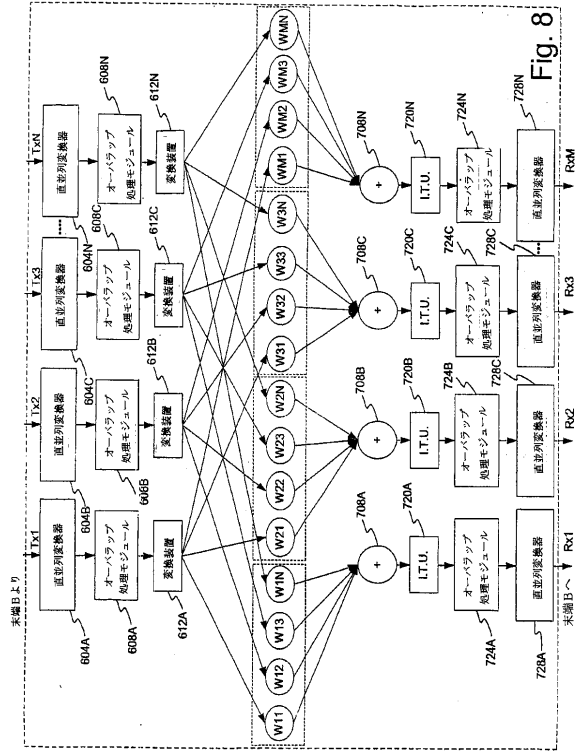 末端Bより
Tx1
Tx2
Tx3
TxN
直並列変換器
直並列変換器
直並列変換器
直並列変換器
604A
604B
604C
604N
オーバラップ
処理モジュール
オーバラップ
処理モジュール
オーバラップ
処理モジュール
オーバラップ
処理モジュール
608A
608B
608C
608N
変換装置
変換装置
変換装置
変換装置
612A
612B
612C
612N
W11
W12
W13
W1N
W21
W22
W23
W2N
W31
W32
W33
W3N
WM1
WM2
WM3
WMN
+
+
+
+
708A
708B
708C
708N
I.T.U.
I.T.U.
I.T.U.
I.T.U.
720A
720B
720C
720N
オーバラップ
処理モジュール
オーバラップ
処理モジュール
オーバラップ
処理モジュール
オーバラップ
処理モジュール
724A
724B
724C
724N
直並列変換器
直並列変換器
直並列変換器
直並列変換器
728A
728C
728C
728N
末端Bへ
Rx1
Rx2
Rx3
RxM
Fig. 8